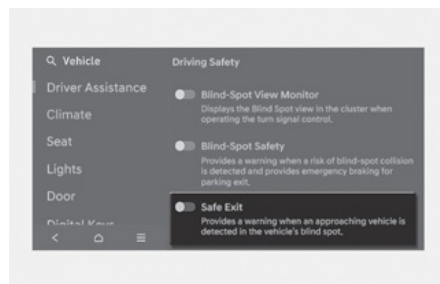 Vehicle
Driver Assistance
Climate
Seat
Lights
Door
Digital Keys
Driving Safety
Blind-Spot View Monitor
Displays the Blind Spot view in the cluster when
operating the turn signal control.
Blind-Spot Safety
Provides a warning when a risk of blind-spot collision
is detected and provides emergency braking for
parking exit.
Safe Exit
Provides a warning when an approaching vehicle is
detected in the vehicle's blind spot.